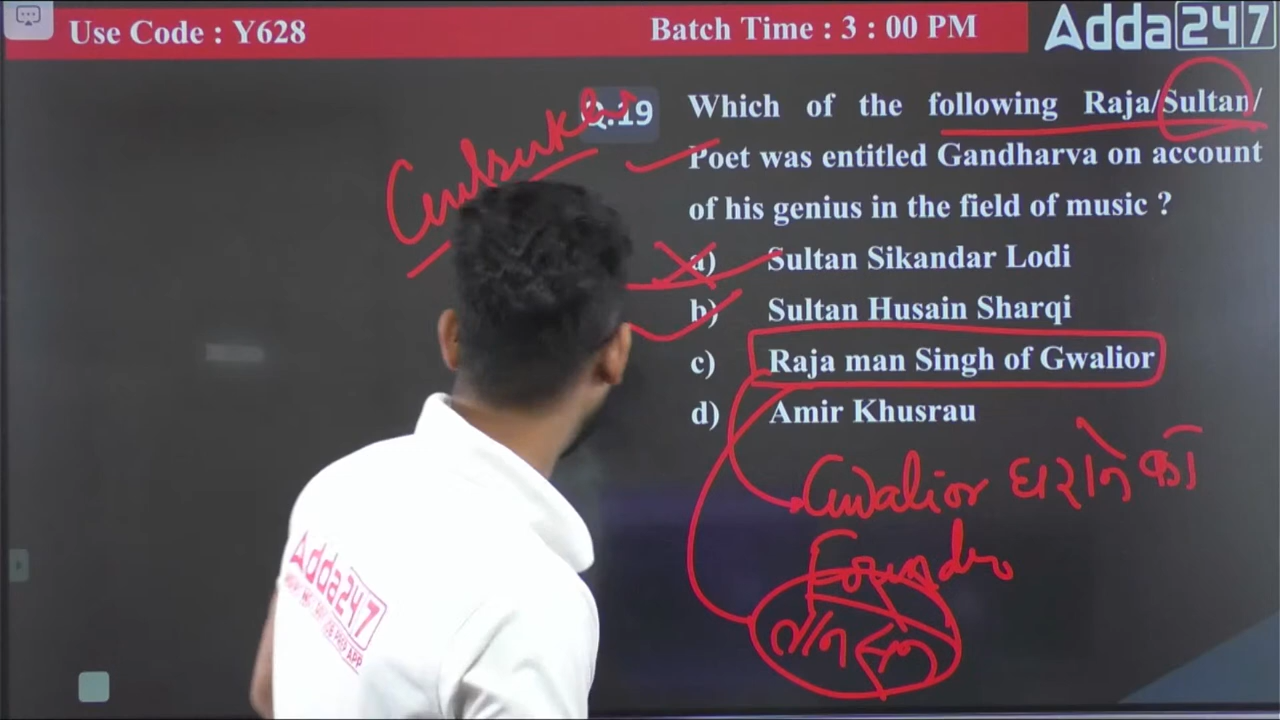 Use Code : Y628
Batch Time : 3 : 00 PM
Adda247
Q.19 Which of the following Raja/Sultan/
Poet was entitled Gandharva on account
of his genius in the field of music ?
a) Sultan Sikandar Lodi
b) Sultan Husain Sharqi
c) Raja man Singh of Gwalior
d) Amir Khusrau
Gwalior घराने का
Founder
Adda247